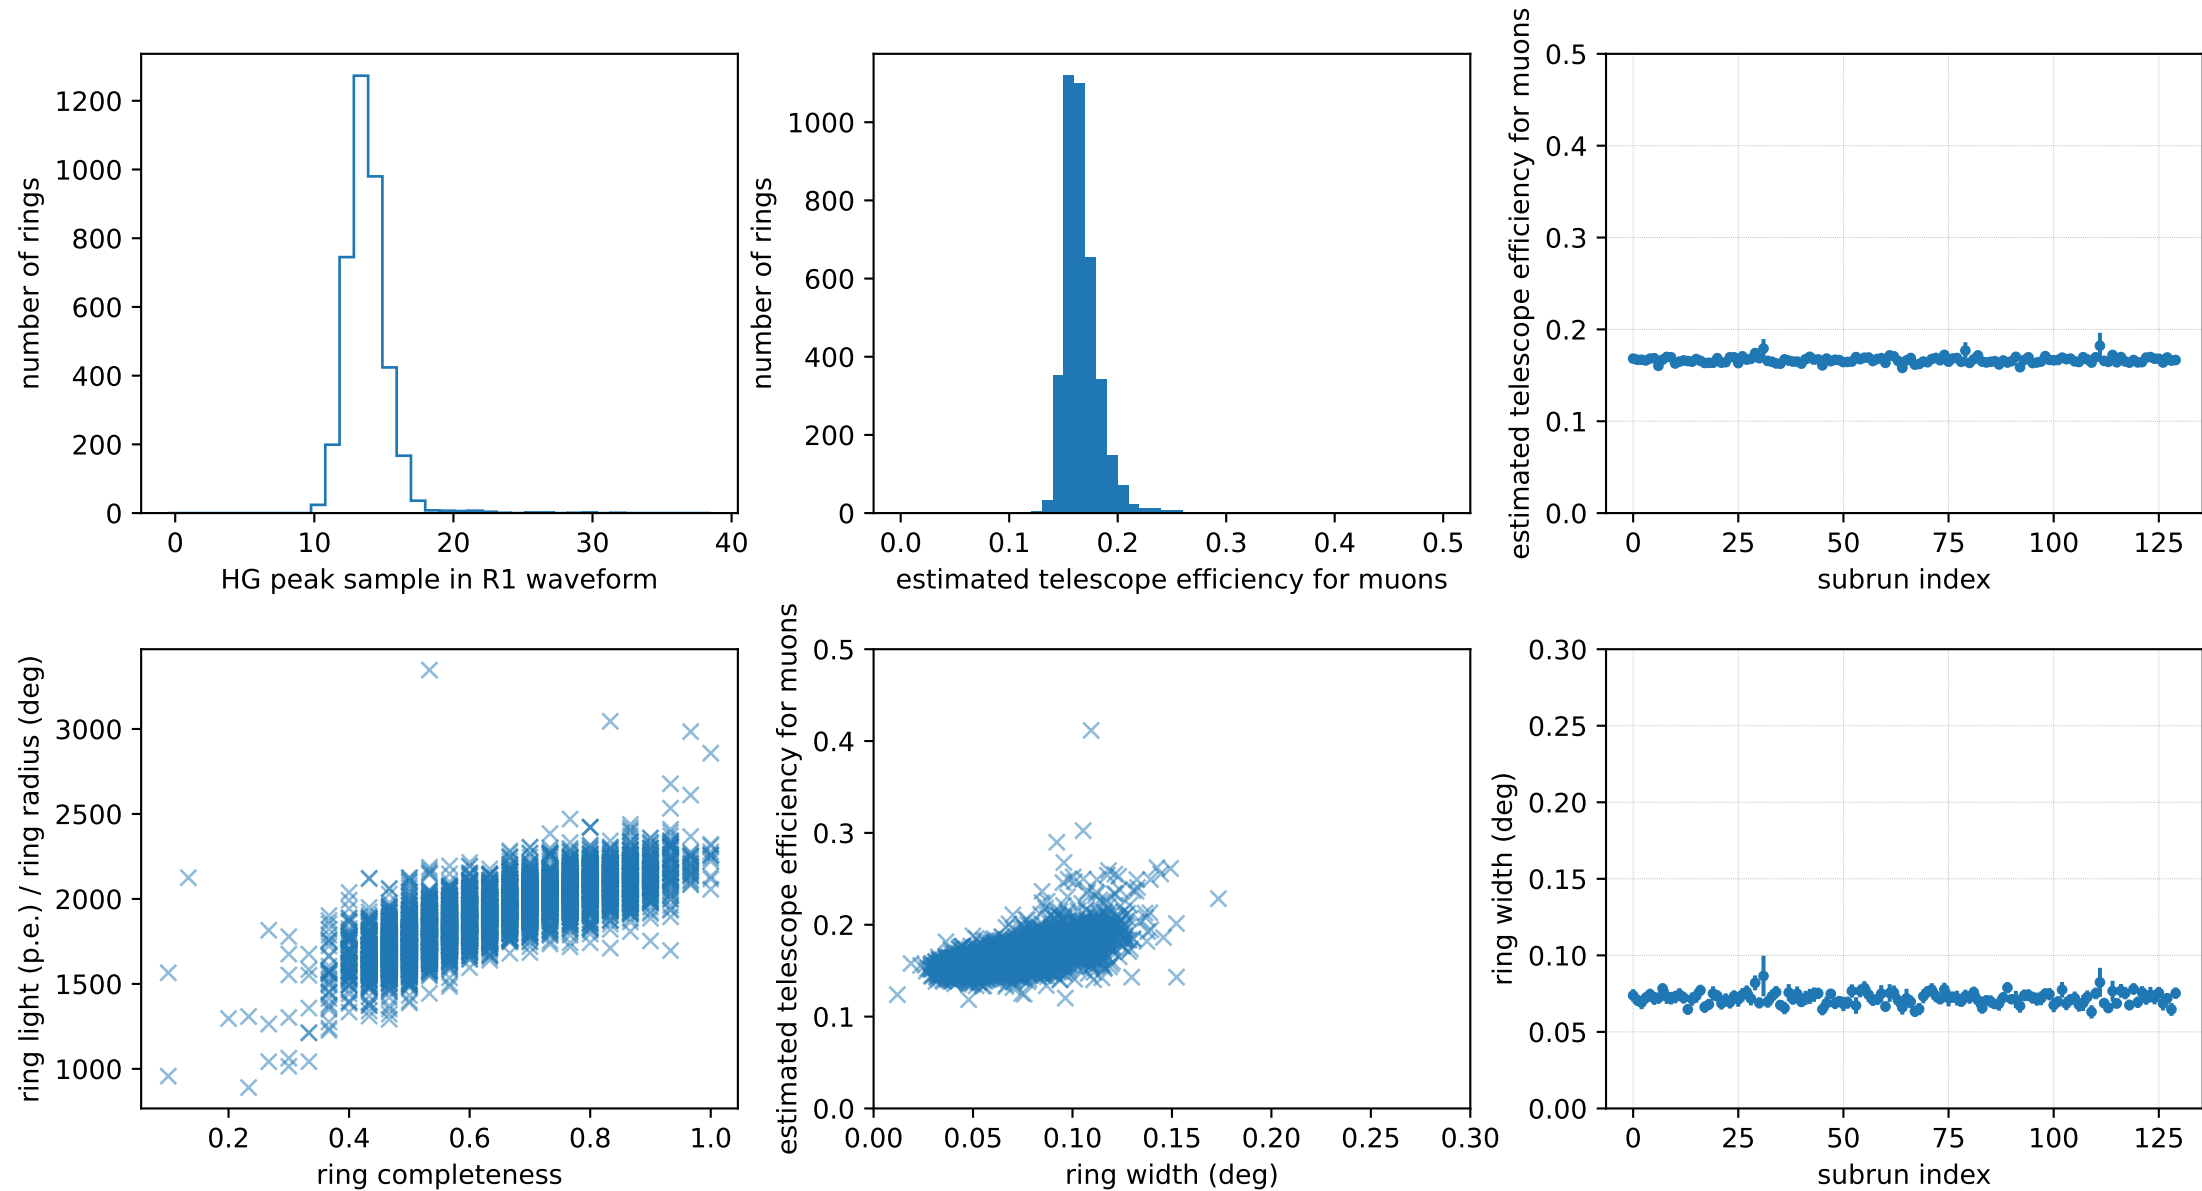 number of rings
1200
1000
800
600
400
200
0
0 10 20 30 40
HG peak sample in R1 waveform
number of rings
1000
800
600
400
200
0
0.0 0.1 0.2 0.3 0.4 0.5
estimated telescope efficiency for muons
estimated telescope efficiency for muons
0.5
0.4
0.3
0.2
0.1
0.0
0 25 50 75 100 125
subrun index
ring light (p.e.) / ring radius (deg)
3000
2500
2000
1500
1000
0.2 0.4 0.6 0.8 1.0
ring completeness
estimated telescope efficiency for muons
0.5
0.4
0.3
0.2
0.1
0.0
0.00 0.05 0.10 0.15 0.20 0.25 0.30
ring width (deg)
ring width (deg)
0.30
0.25
0.20
0.15
0.10
0.05
0.00
0 25 50 75 100 125
subrun index